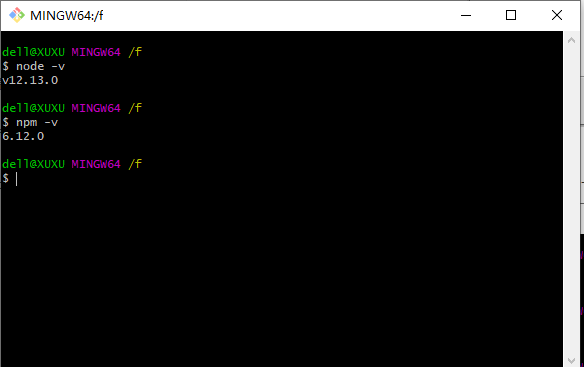 MINGW64:/f
dell@XUXU MINGW64 /f
$ node -v
v12.13.0
dell@XUXU MINGW64 /f
$ npm -v
6.12.0
dell@XUXU MINGW64 /f
$